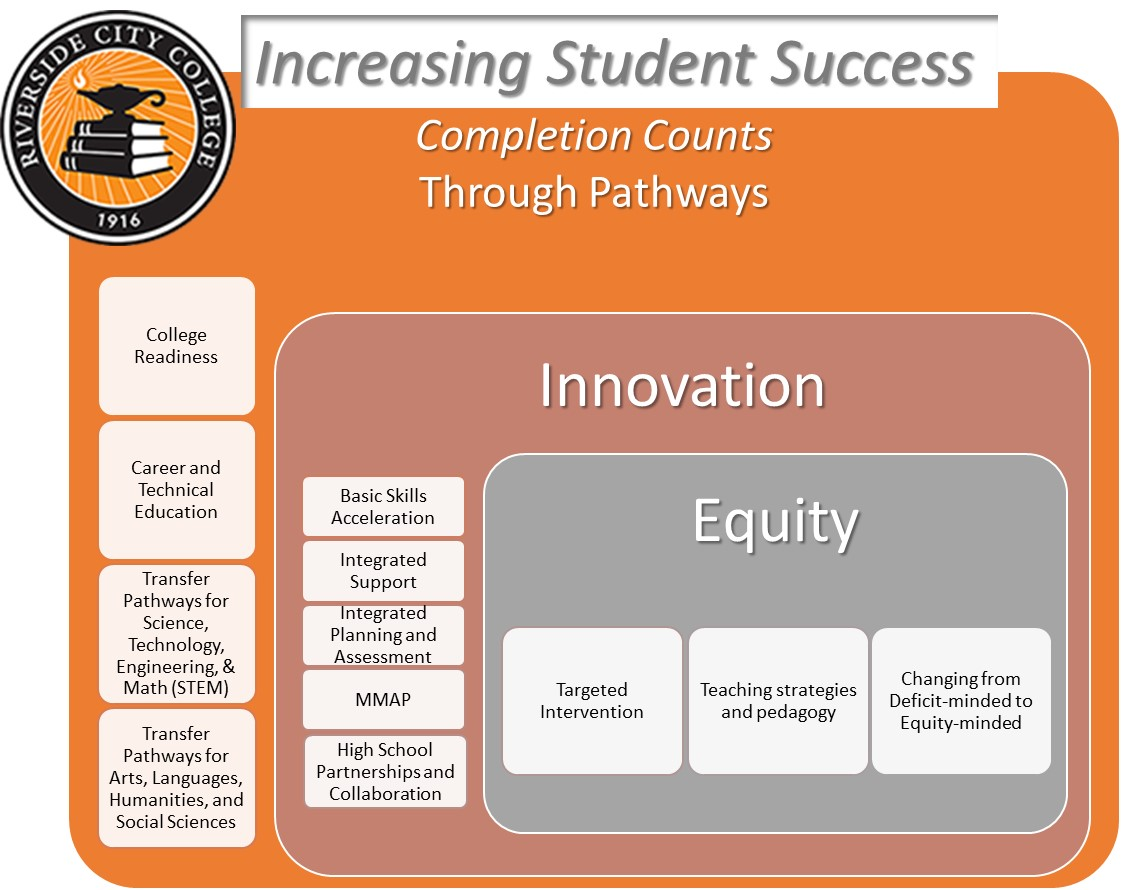 RIVERSIDE CITY COLLEGE
1916
Increasing Student Success
Completion Counts
Through Pathways
College
Readiness
Career and
Technical
Education
Transfer
Pathways for
Science,
Technology,
Engineering, &
Math (STEM)
Transfer
Pathways for
Arts, Languages,
Humanities, and
Social Sciences
Innovation
Basic Skills
Acceleration
Integrated
Support
Integrated
Planning and
Assessment
MMAP
High School
Partnerships and
Collaboration
Equity
Targeted
Intervention
Teaching strategies
and pedagogy
Changing from
Deficit-minded to
Equity-minded